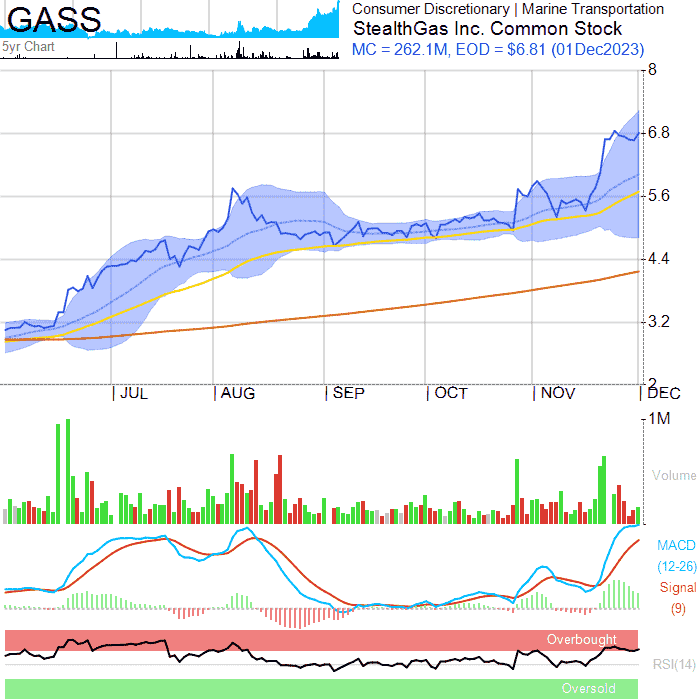 GASS
5yr Chart
Consumer Discretionary | Marine Transportation
StealthGas Inc. Common Stock
MC = 262.1M, EOD = $6.81 (01Dec2023)
8
6.8
5.6
4.4
3.2
2
JUL AUG SEP OCT NOV DEC
1M
Volume
MACD
(12-26)
Signal
(9)
Overbought
RSI(14)
Oversold